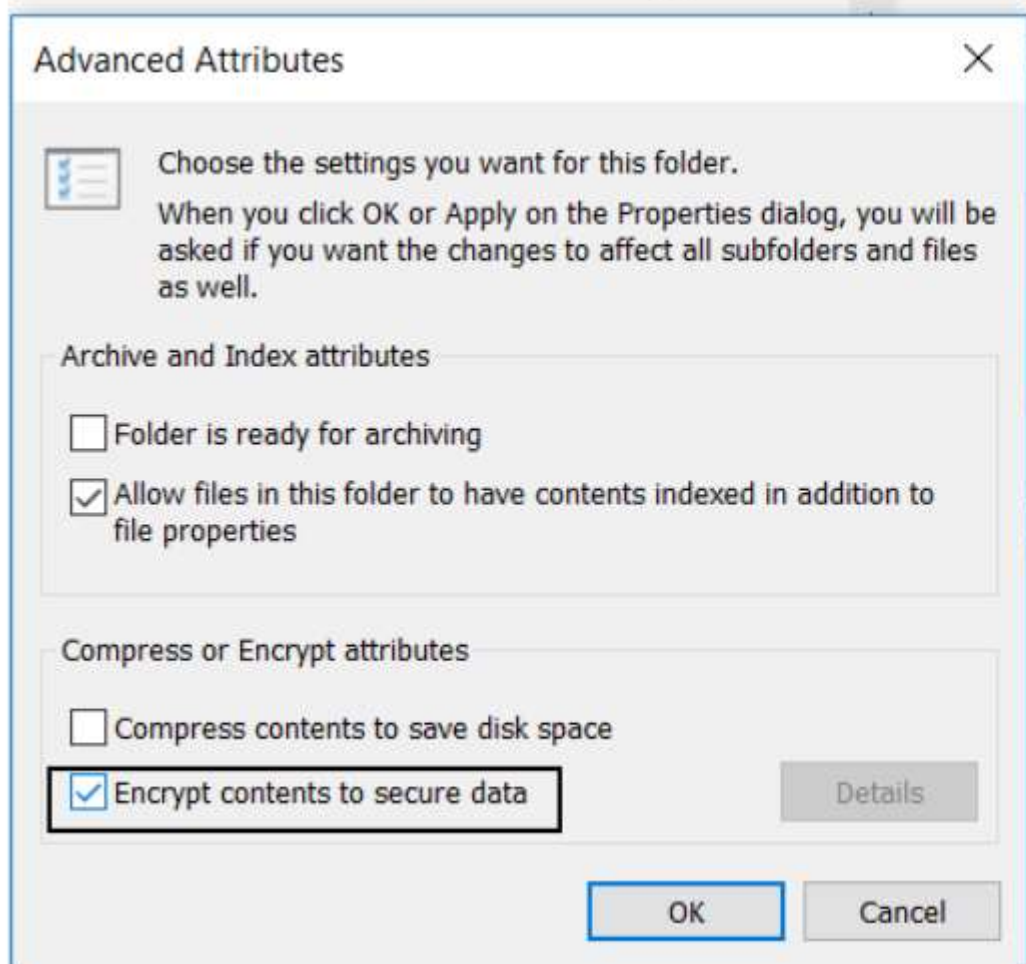 Advanced Attributes
Choose the settings you want for this folder.
When you click OK or Apply on the Properties dialog, you will be
asked if you want the changes to affect all subfolders and files
as well.
Archive and Index attributes
Folder is ready for archiving
Allow files in this folder to have contents indexed in addition to
file properties
Compress or Encrypt attributes
Compress contents to save disk space
Encrypt contents to secure data
Details
OK
Cancel